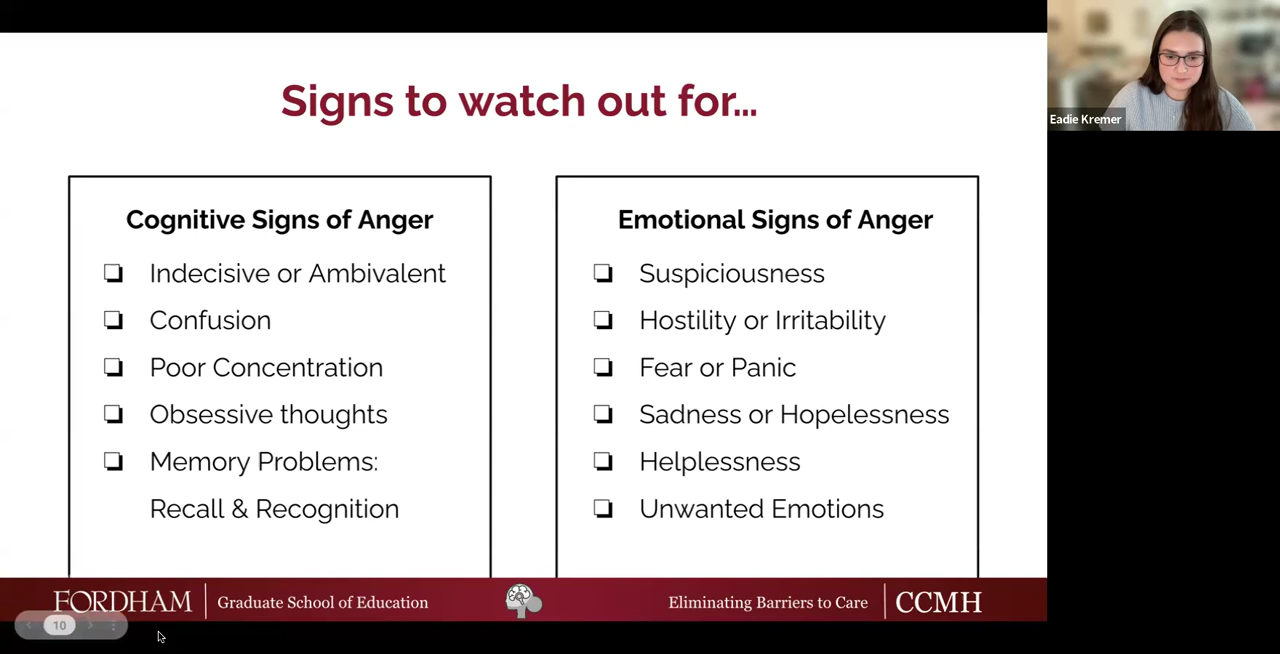 Signs to watch out for...
Eadie Kremer
Cognitive Signs of Anger
Indecisive or Ambivalent
Confusion
Poor Concentration
Obsessive thoughts
Memory Problems:
Recall & Recognition
Emotional Signs of Anger
Suspiciousness
Hostility or Irritability
Fear or Panic
Sadness or Hopelessness
Helplessness
Unwanted Emotions
FORDHAM Graduate School of Education
Eliminating Barriers to Care CCMH
10